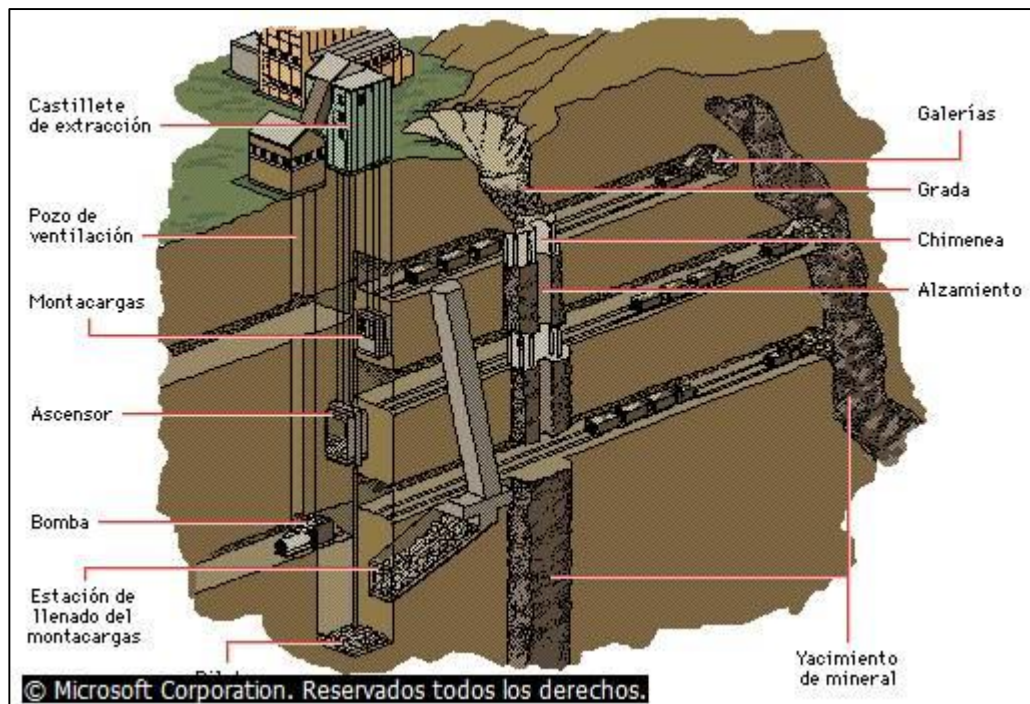 Castillete
de extracción
Pozo de
ventilación
Montacargas
Ascensor
Bomba
Estación de
llenado del
montacargas
Galerías
Grada
Chimenea
Alzamiento
Yacimiento
de mineral
© Microsoft Corporation. Reservados todos los derechos.